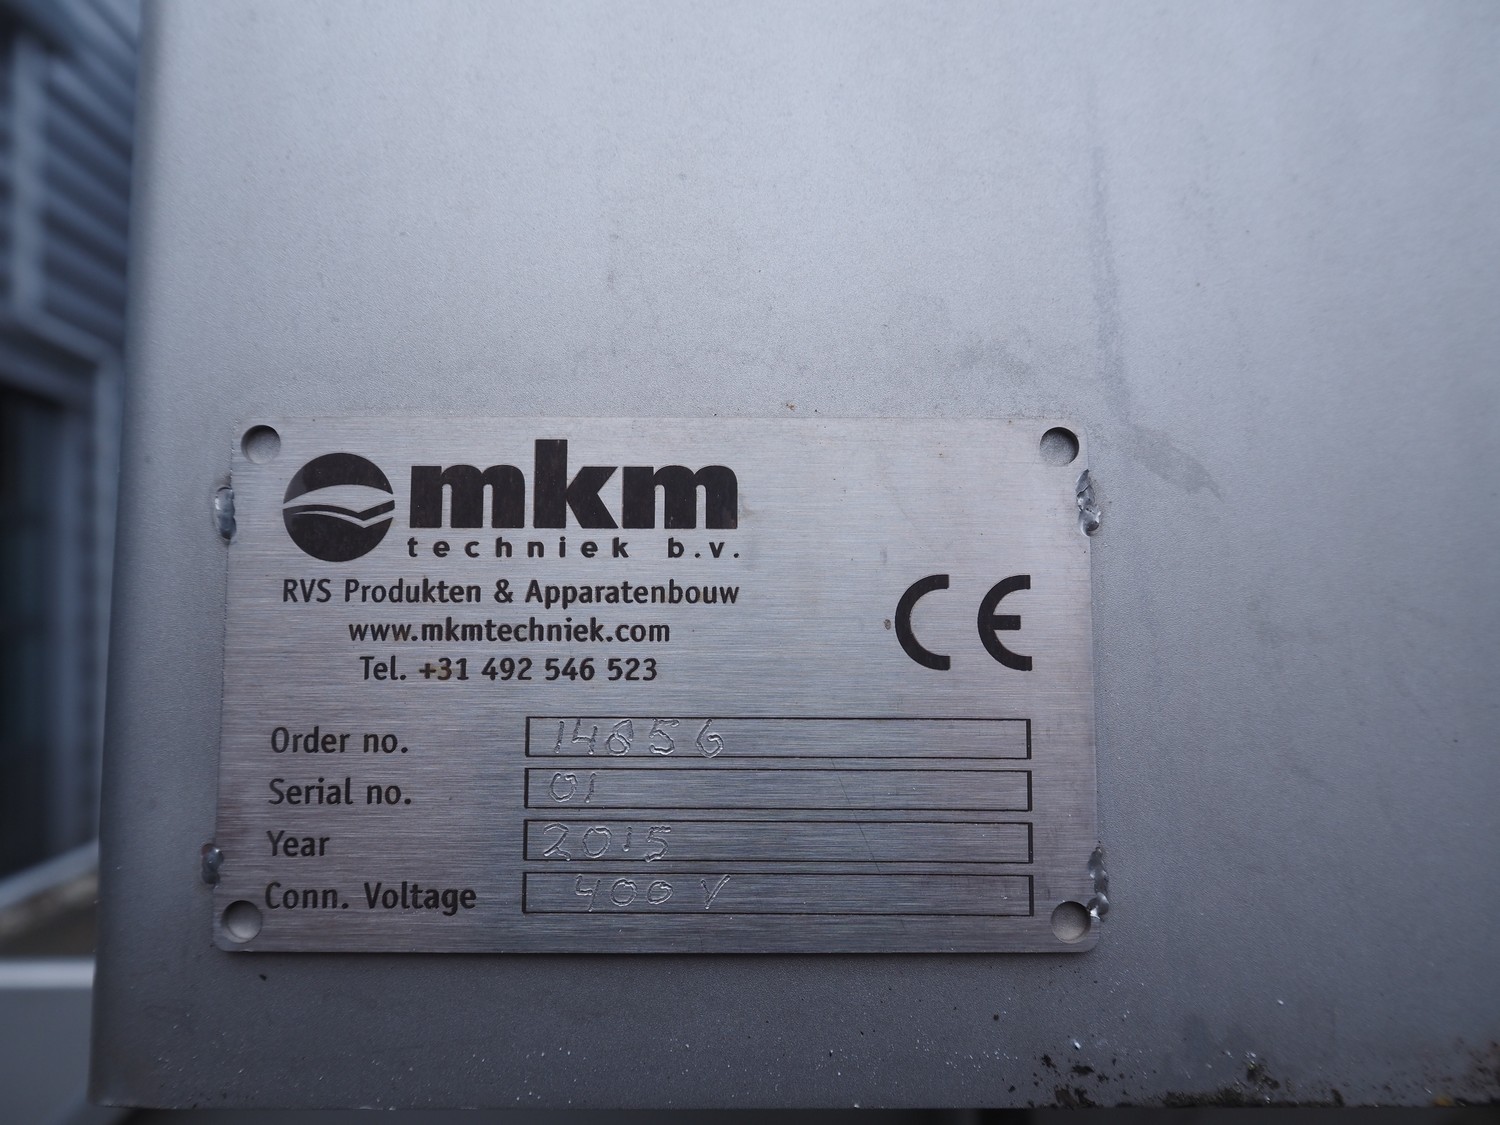 mkm
techniek b.v.
RVS Produkten & Apparatenbouw
www.mkmtechniek.com
Tel. +31 492 546 523
CE
Order no. 14856
Serial no. 01
Year 2015
Conn. Voltage 400 V